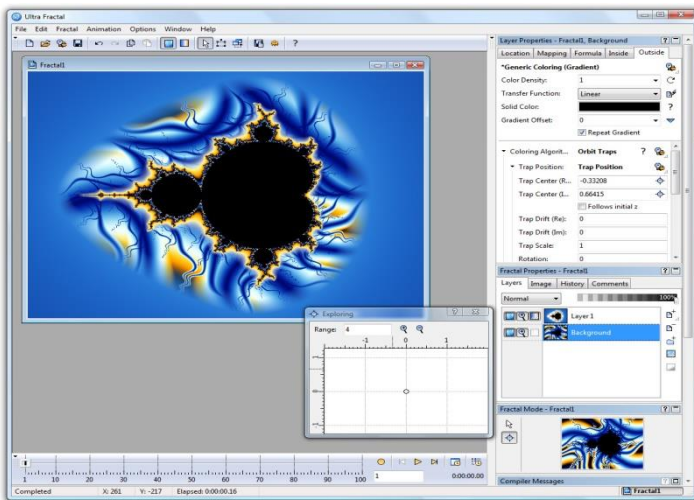 Ultra Fractal
File Edit Fractal Animation Options Window Help
?
Fractal1
Exploring
Range: 4
-1 0 1
1
0
-1
1 10 20 30 40 50 60 70 80 90 100
1
0:00:00.00
Completed X: 261 Y: -217 Elapsed: 0:00:00.16
Layer Properties - Fractal1, Background
Location Mapping Formula Inside Outside
*Generic Coloring (Gradient)
Color Density: 1
Transfer Function: Linear
Solid Color: ?
Gradient Offset: 0
Repeat Gradient
Coloring Algorit... Orbit Traps ?
Trap Position: Trap Position
Trap Center (R... -0.33208
Trap Center (I... 0.66415
Follows initial z
Trap Drift (Re): 0
Trap Drift (Im): 0
Trap Scale: 1
Rotation: 0
Fractal Properties - Fractal1
Layers Image History Comments
Normal 100%
Layer 1
Background
Fractal Mode - Fractal1
Compiler Messages
Fractal1